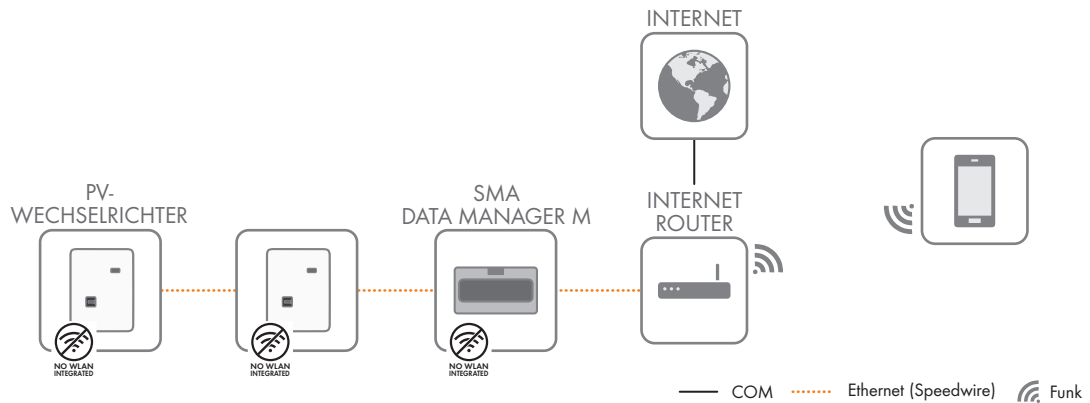 INTERNET
PV-
WECHSELRICHTER
SMA
DATA MANAGER M
INTERNET
ROUTER
NO WLAN
INTEGRATED
NO WLAN
INTEGRATED
NO WLAN
INTEGRATED
COM
Ethernet (Speedwire)
Funk